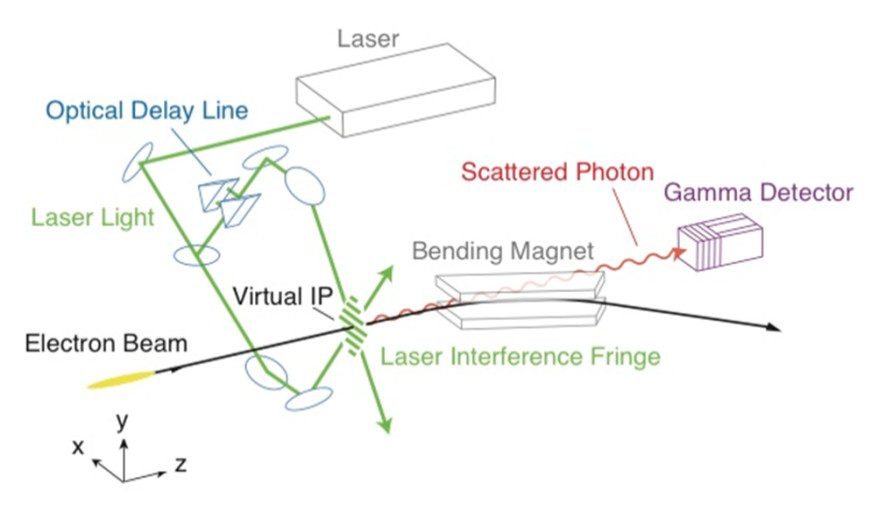 Laser
Optical Delay Line
Scattered Photon
Gamma Detector
Laser Light
Bending Magnet
Virtual IP
Electron Beam
Laser Interference Fringe
y
x
z